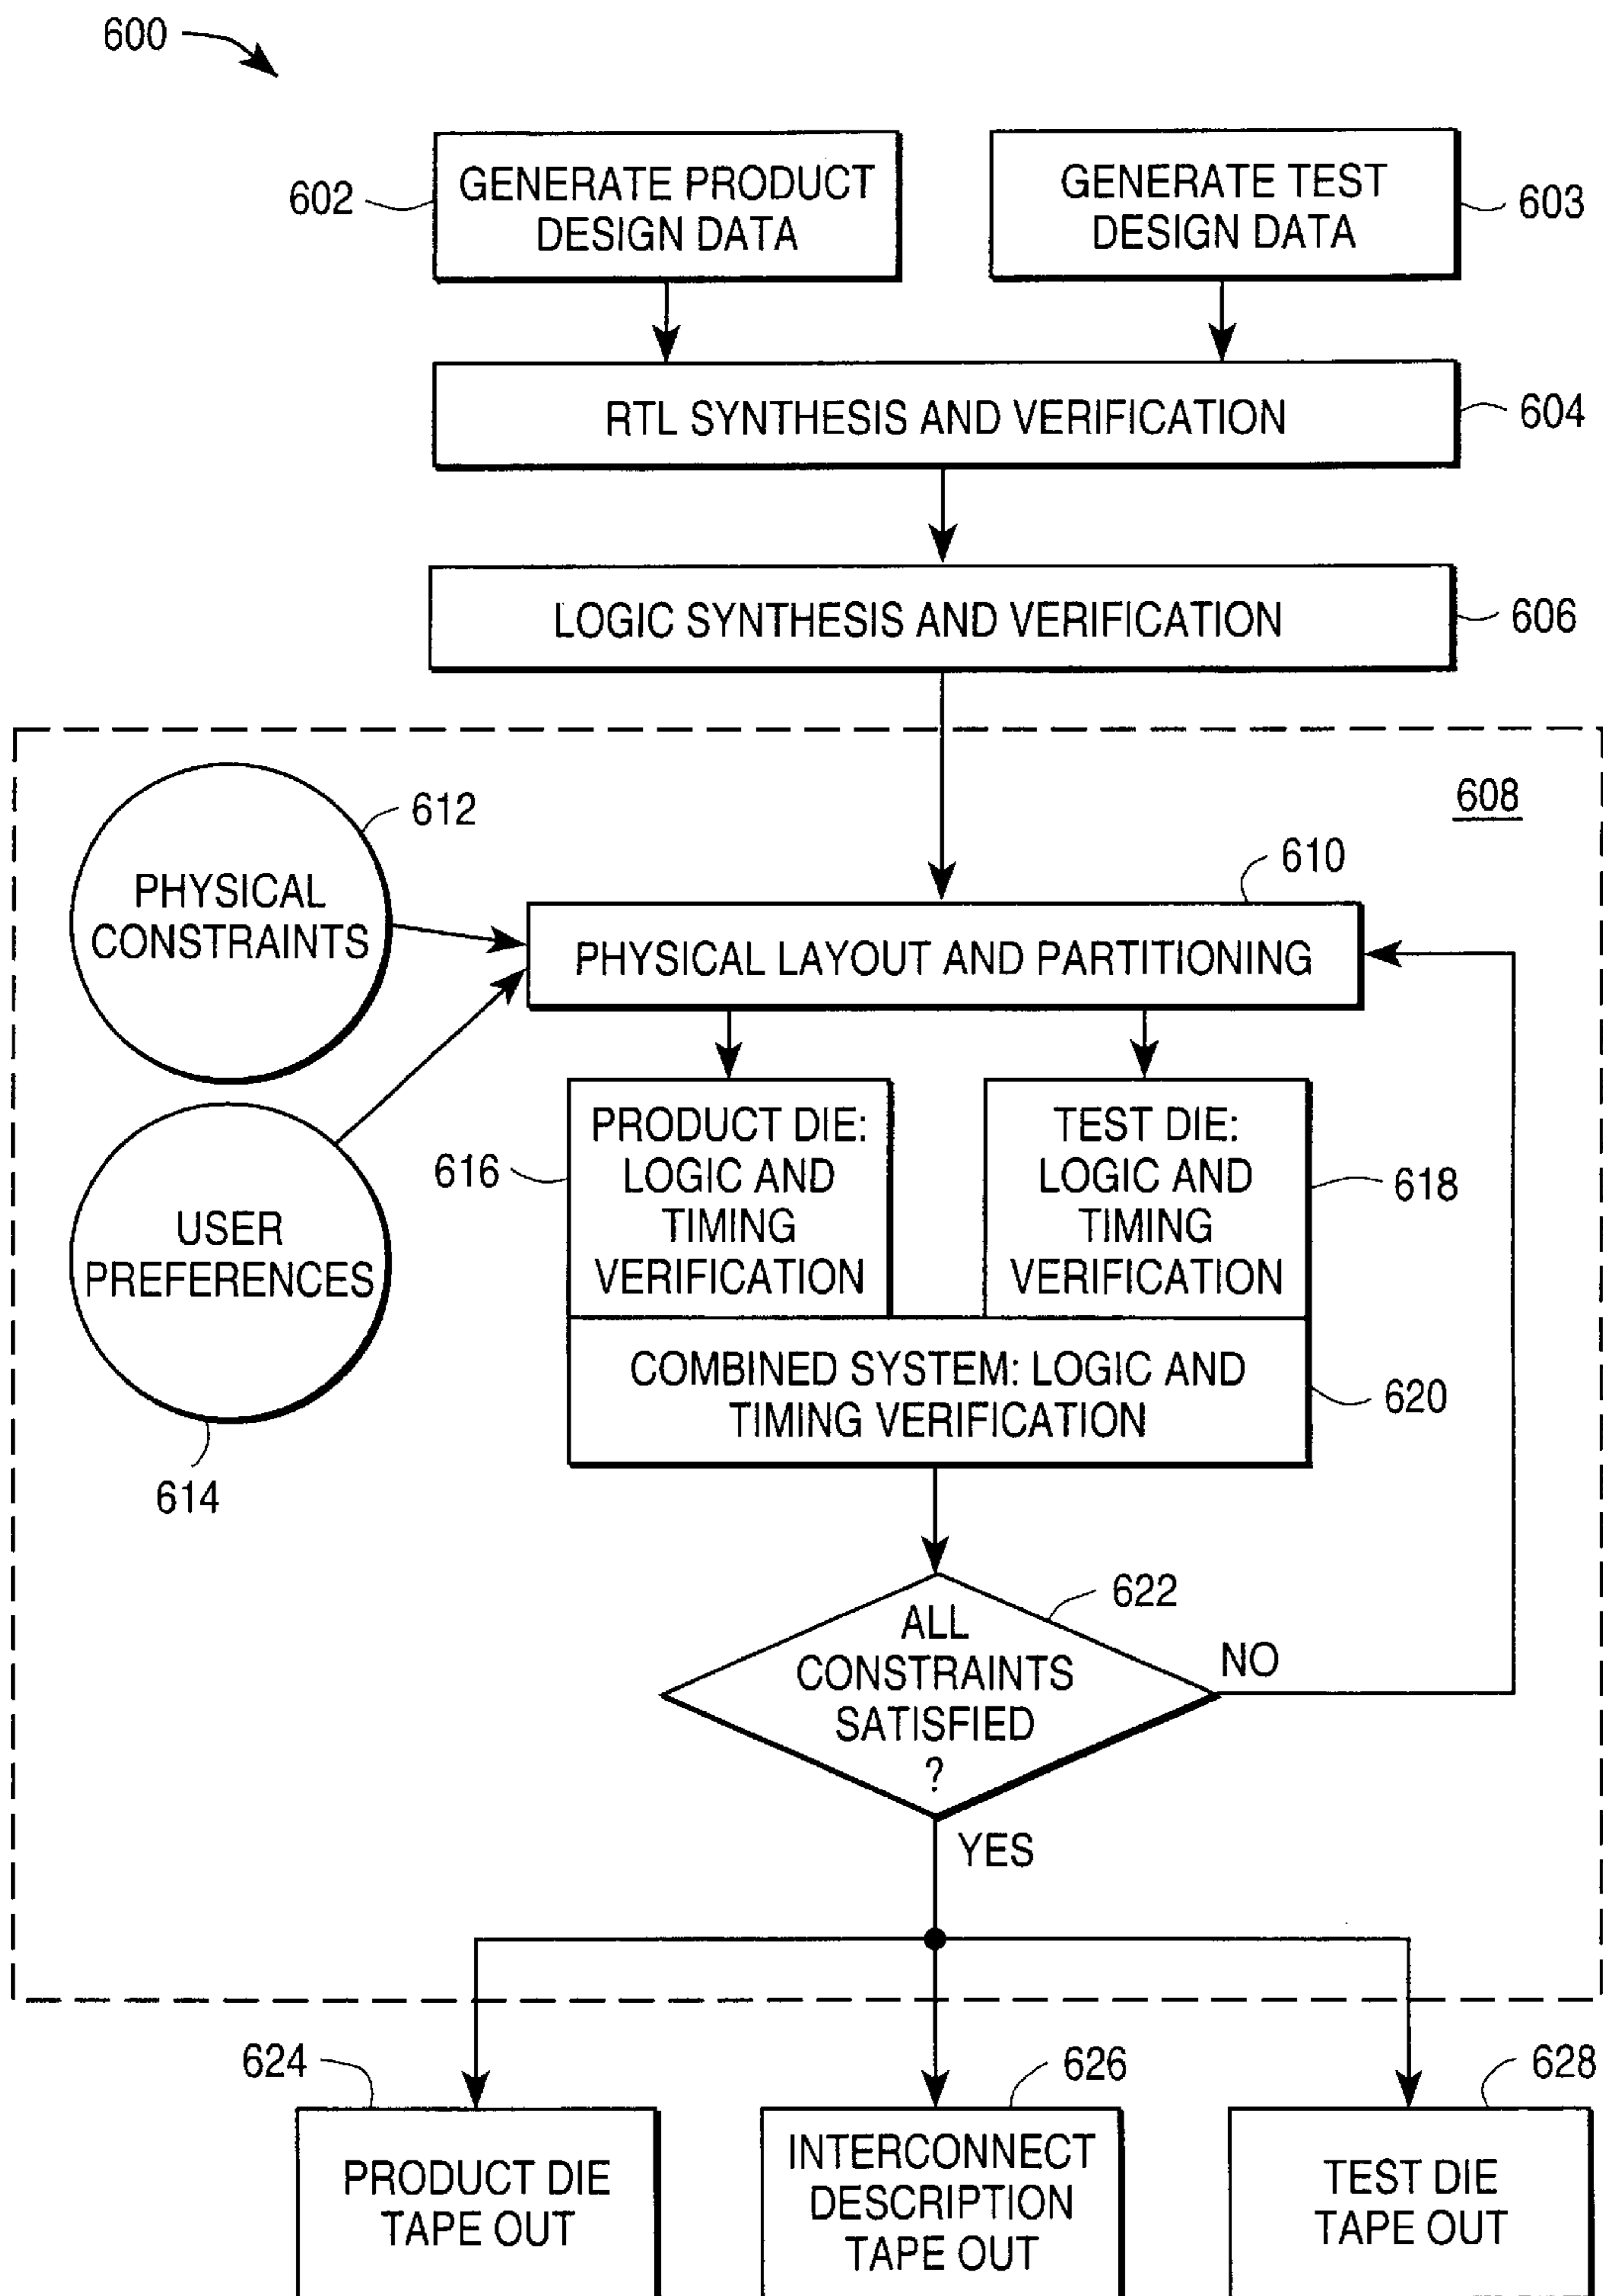 600
GENERATE PRODUCT
DESIGN DATA
602
GENERATE TEST
DESIGN DATA
603
RTL SYNTHESIS AND VERIFICATION
604
LOGIC SYNTHESIS AND VERIFICATION
606
608
PHYSICAL
CONSTRAINTS
612
610
PHYSICAL LAYOUT AND PARTITIONING
USER
PREFERENCES
614
616
PRODUCT DIE:
LOGIC AND
TIMING
VERIFICATION
TEST DIE:
LOGIC AND
TIMING
VERIFICATION
618
COMBINED SYSTEM: LOGIC AND
TIMING VERIFICATION
620
ALL
CONSTRAINTS
SATISFIED
?
622
NO
YES
624
PRODUCT DIE
TAPE OUT
626
INTERCONNECT
DESCRIPTION
TAPE OUT
628
TEST DIE
TAPE OUT